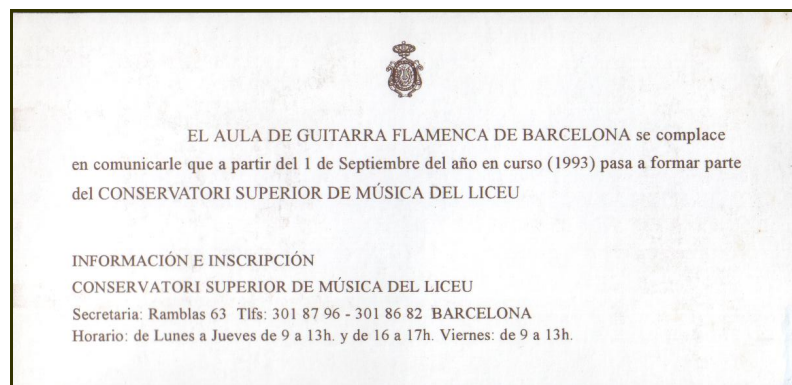 EL AULA DE GUITARRA FLAMENCA DE BARCELONA se complace
en comunicarle que a partir del 1 de Septiembre del año en curso (1993) pasa a formar parte
del CONSERVATORI SUPERIOR DE MÚSICA DEL LICEU
INFORMACIÓN E INSCRIPCIÓN
CONSERVATORI SUPERIOR DE MÚSICA DEL LICEU
Secretaria: Ramblas 63 Tlfs: 301 87 96 - 301 86 82 BARCELONA
Horario: de Lunes a Jueves de 9 a 13h. y de 16 a 17h. Viernes: de 9 a 13h.